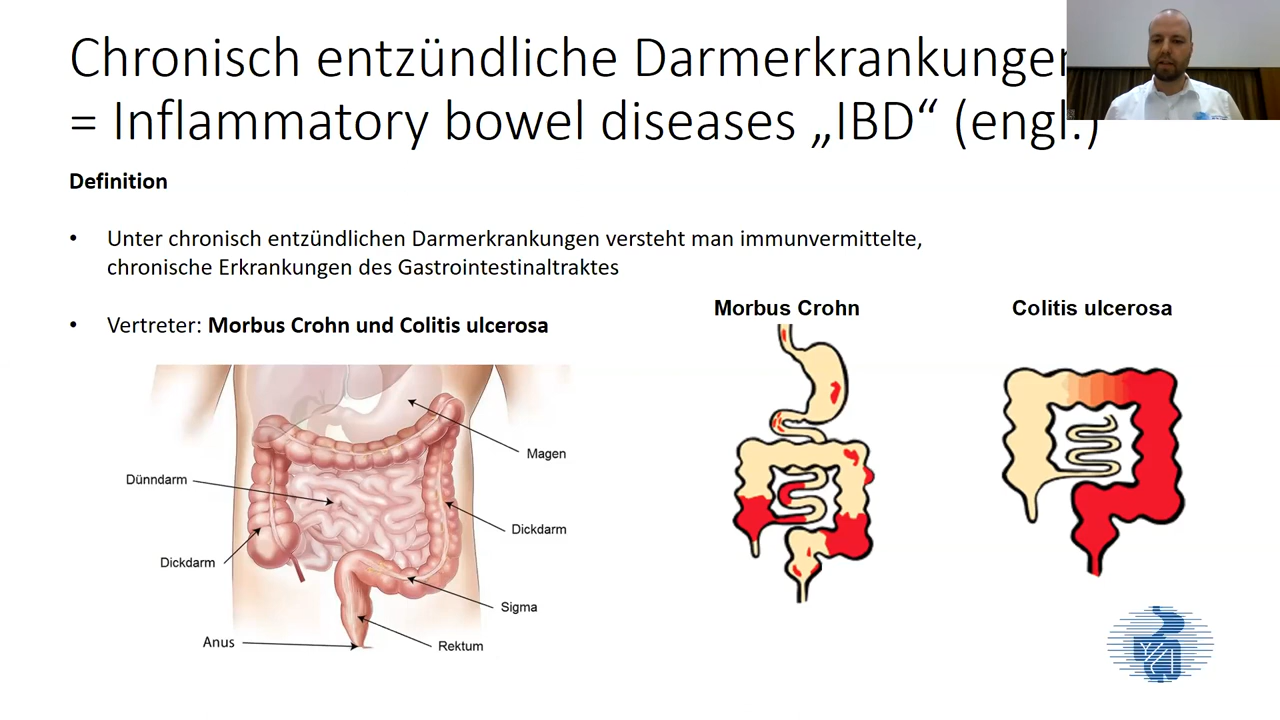 Chronisch entzündliche Darmerkrankungen
= Inflammatory bowel diseases „IBD“ (engl.)
Definition
• Unter chronisch entzündlichen Darmerkrankungen versteht man immunvermittelte,
chronische Erkrankungen des Gastrointestinaltraktes
• Vertreter: Morbus Crohn und Colitis ulcerosa
Morbus Crohn
Colitis ulcerosa
Magen
Dünndarm
Dickdarm
Dickdarm
Sigma
Anus
Rektum